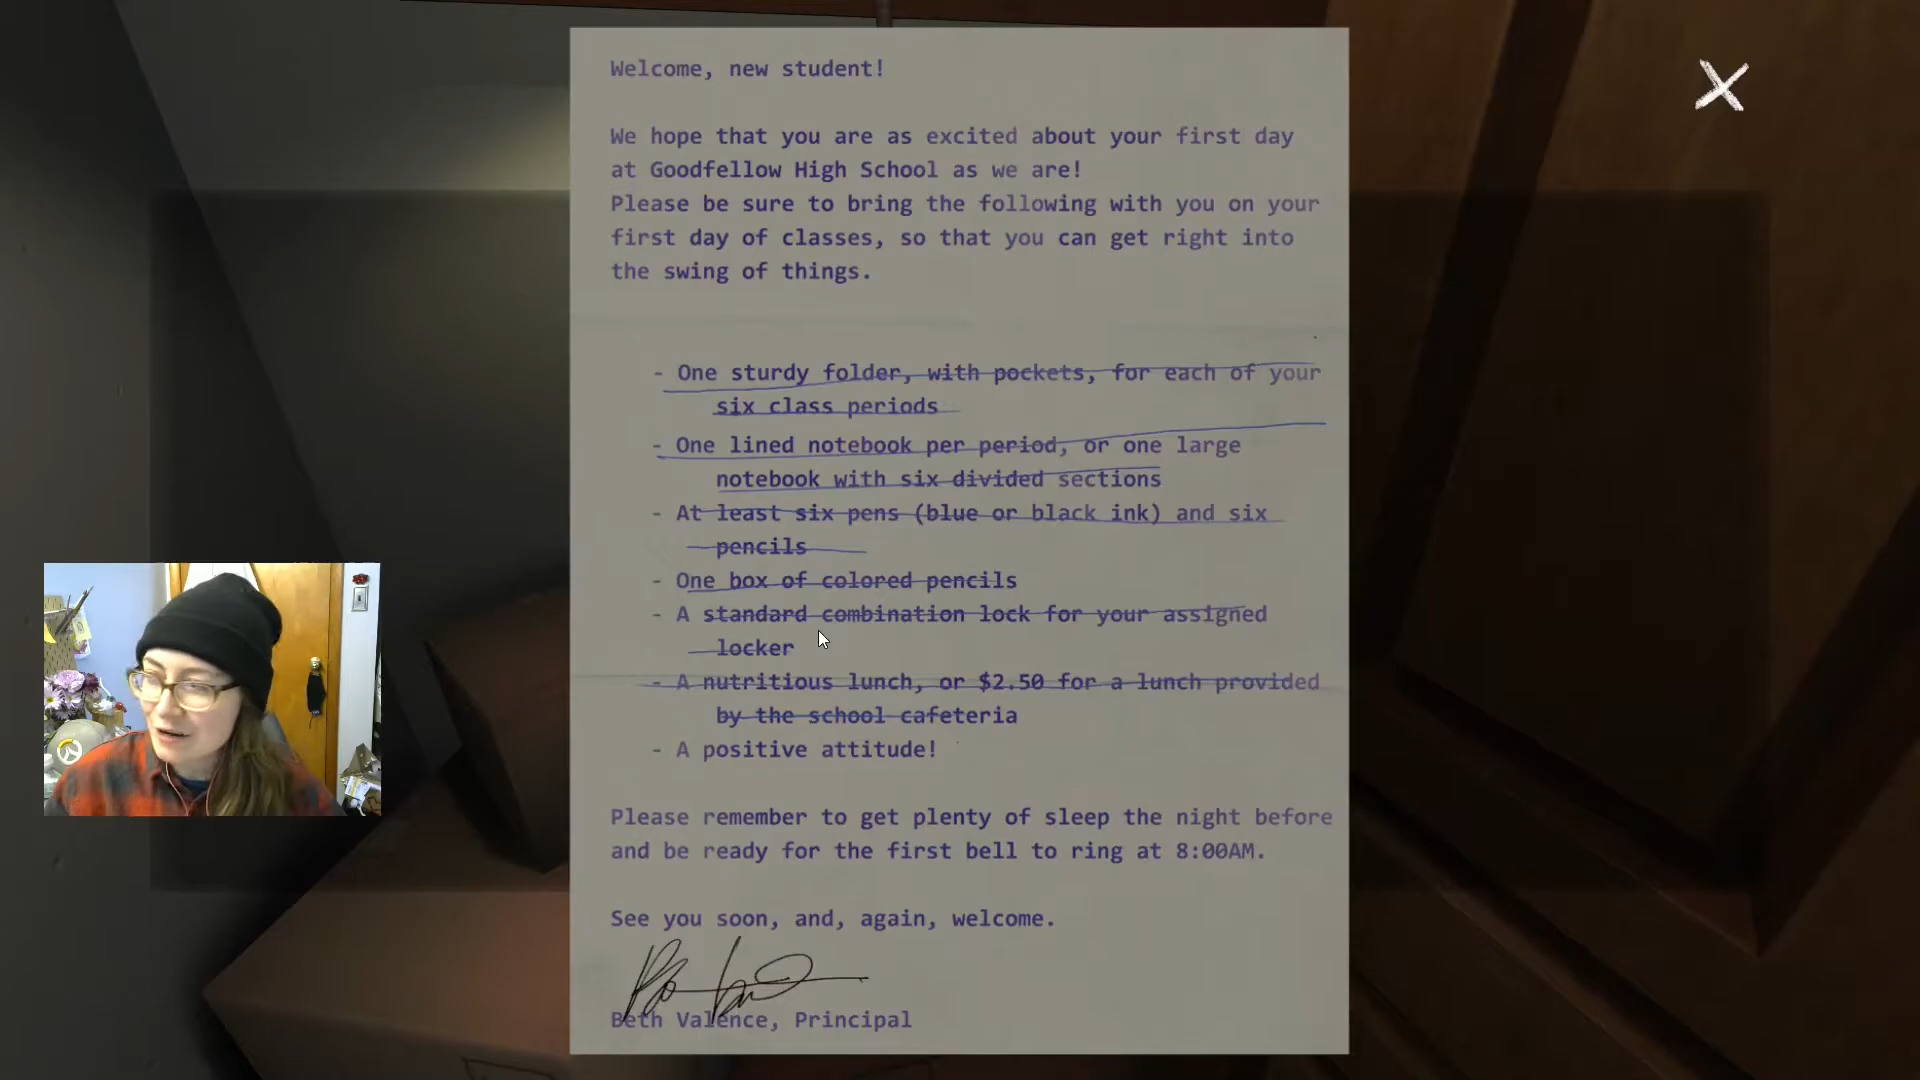 Welcome, new student!
We hope that you are as excited about your first day
at Goodfellow High School as we are!
Please be sure to bring the following with you on your
first day of classes, so that you can get right into
the swing of things.
- One sturdy folder, with pockets, for each of your
six class periods
- One lined notebook per period, or one large
notebook with six divided sections
- At least six pens (blue or black ink) and six
pencils
- One box of colored pencils
- A standard combination lock for your assigned
locker
- A nutritious lunch, or $2.50 for a lunch provided
by the school cafeteria
- A positive attitude!
Please remember to get plenty of sleep the night before
and be ready for the first bell to ring at 8:00AM.
See you soon, and, again, welcome.
Beth Valence, Principal